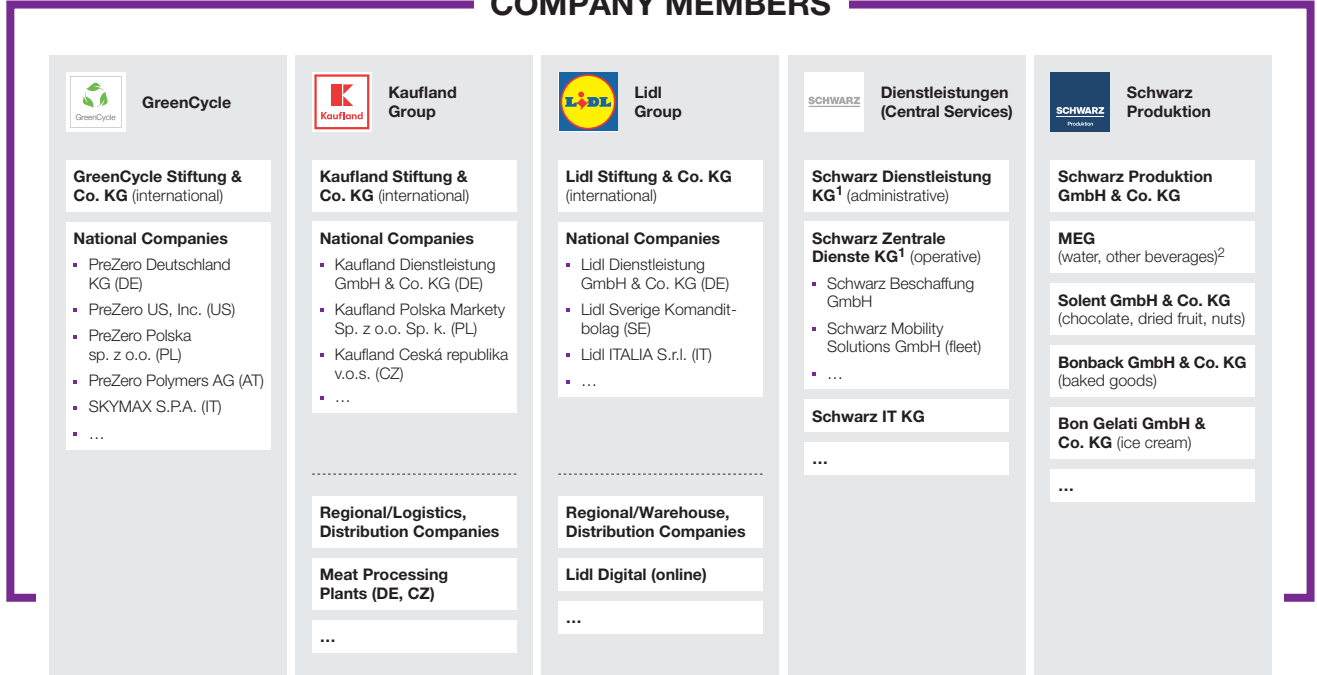 COMPANY MEMBERS
GreenCycle
GreenCycle
GreenCycle Stiftung &
Co. KG (international)
National Companies
▪ PreZero Deutschland
KG (DE)
▪ PreZero US, Inc. (US)
▪ PreZero Polska
sp. z o.o. (PL)
▪ PreZero Polymers AG (AT)
▪ SKYMAX S.P.A. (IT)
▪ …
Kaufland
Kaufland
Group
Kaufland Stiftung &
Co. KG (international)
National Companies
▪ Kaufland Dienstleistung
GmbH & Co. KG (DE)
▪ Kaufland Polska Markety
Sp. z o.o. Sp. k. (PL)
▪ Kaufland Ceská republika
v.o.s. (CZ)
▪ …
Regional/Logistics,
Distribution Companies
Meat Processing
Plants (DE, CZ)
…
LIDL
Lidl
Group
Lidl Stiftung & Co. KG
(international)
National Companies
▪ Lidl Dienstleistung
GmbH & Co. KG (DE)
▪ Lidl Sverige Komandit-
bolag (SE)
▪ Lidl ITALIA S.r.l. (IT)
▪ …
Regional/Warehouse,
Distribution Companies
Lidl Digital (online)
…
SCHWARZ
Dienstleistungen
(Central Services)
Schwarz Dienstleistung
KG¹ (administrative)
Schwarz Zentrale
Dienste KG¹ (operative)
▪ Schwarz Beschaffung
GmbH
▪ Schwarz Mobility
Solutions GmbH (fleet)
▪ …
Schwarz IT KG
…
SCHWARZ
Produktion
Schwarz
Produktion
Schwarz Produktion
GmbH & Co. KG
MEG
(water, other beverages)²
Solent GmbH & Co. KG
(chocolate, dried fruit, nuts)
Bonback GmbH & Co. KG
(baked goods)
Bon Gelati GmbH &
Co. KG (ice cream)
…